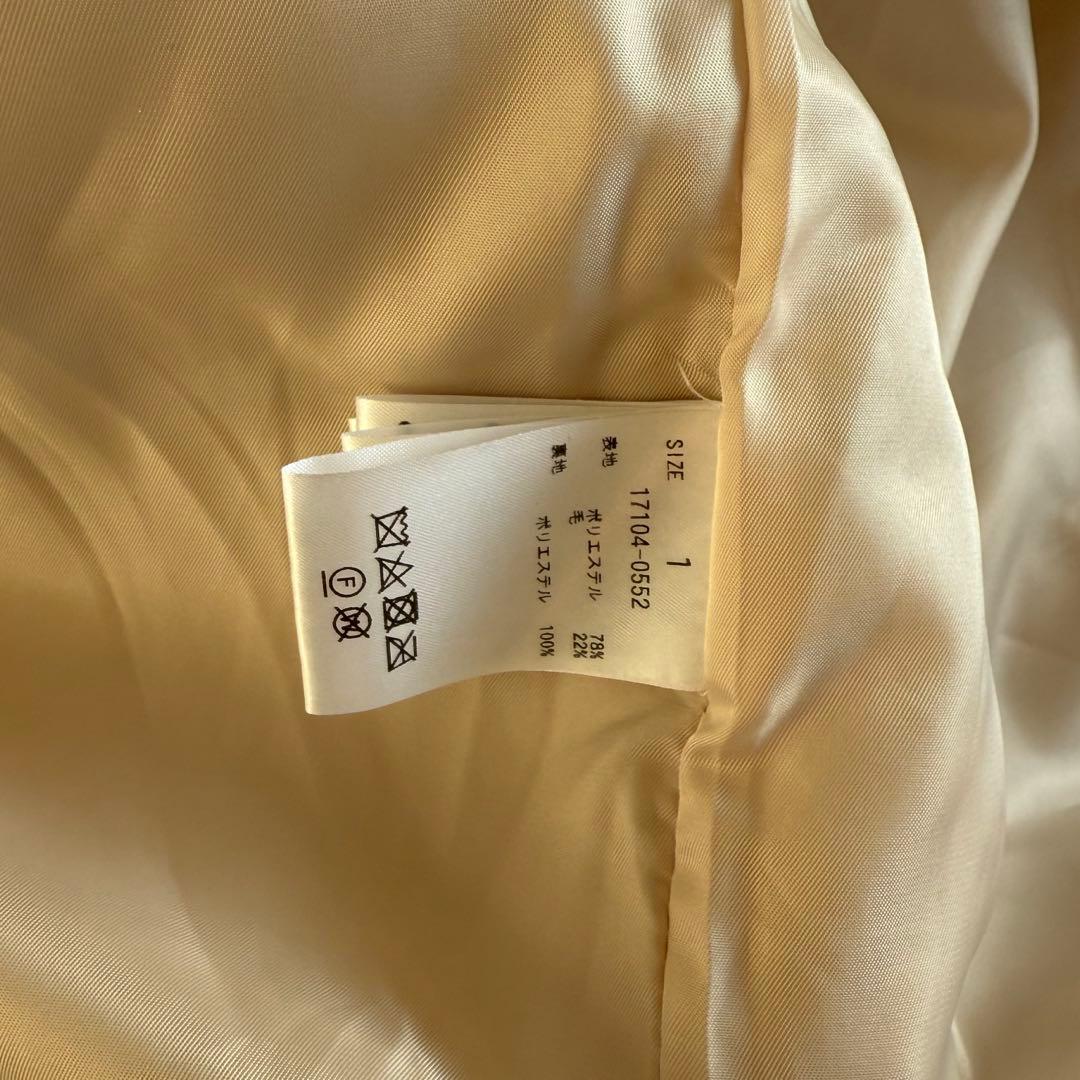 SIZE 1
17104-0552
表地 ポリエステル 78%
毛 22%
裏地 ポリエステル 100%
F
W